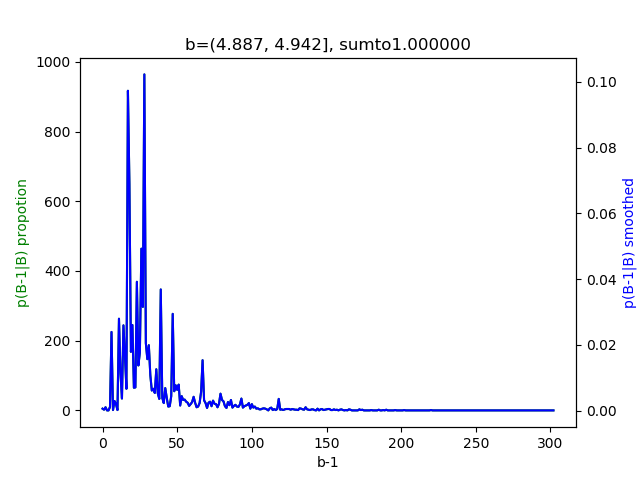 b=(4.887, 4.942], sumto1.000000
1000
800
600
400
200
0
p(B-1|B) propotion
0.10
0.08
0.06
0.04
0.02
0.00
p(B-1|B) smoothed
0 50 100 150 200 250 300
b-1